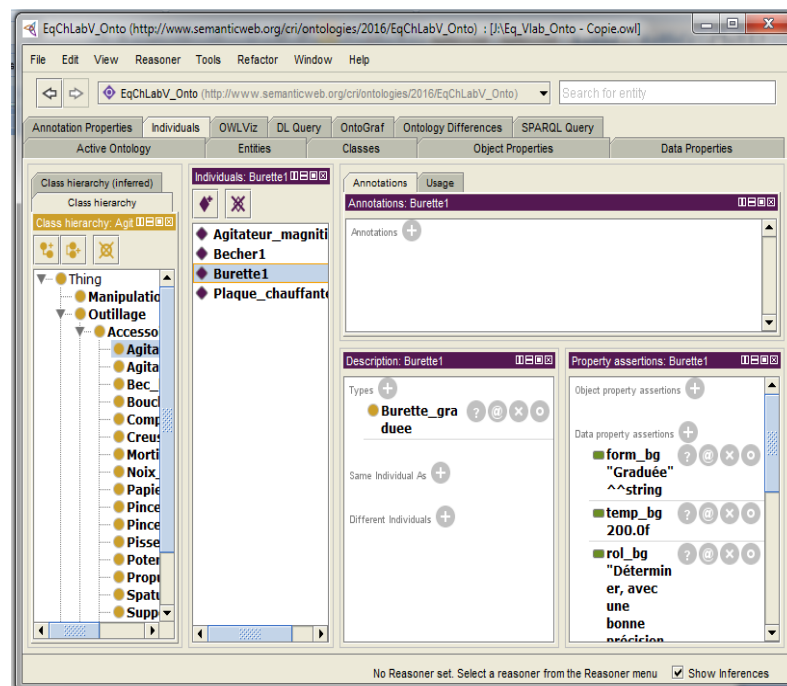 EqChLabV_Onto (http://www.semanticweb.org/cri/ontologies/2016/EqChLabV_Onto) : [J:\Eq_Vlab_Onto - Copie.owl]
File Edit View Reasoner Tools Refactor Window Help
EqChLabV_Onto (http://www.semanticweb.org/cri/ontologies/2016/EqChLabV_Onto)
Search for entity
Annotation Properties Individuals OWLViz DL Query OntoGraf Ontology Differences SPARQL Query
Active Ontology Entities Classes Object Properties Data Properties
Class hierarchy (inferred)
Class hierarchy
Class hierarchy: Agit
Thing
Manipulatio
Outillage
Accesso
Agita
Agita
Bec_
Bouch
Comp
Creus
Morti
Noix_
Papie
Pince
Pince
Pisse
Poter
Propu
Spatu
Supp
Individuals: Burette1
Agitateur_magniti
Becher1
Burette1
Plaque_chauffant
Annotations Usage
Annotations: Burette1
Annotations
Description: Burette1
Types
Burette_gra
duee
Same Individual As
Different Individuals
Property assertions: Burette1
Object property assertions
Data property assertions
form_bg
"Graduée"
^^string
temp_bg
200.0f
rol_bg
"Détermin
er, avec
une
bonne
précision
No Reasoner set. Select a reasoner from the Reasoner menu
Show Inferences